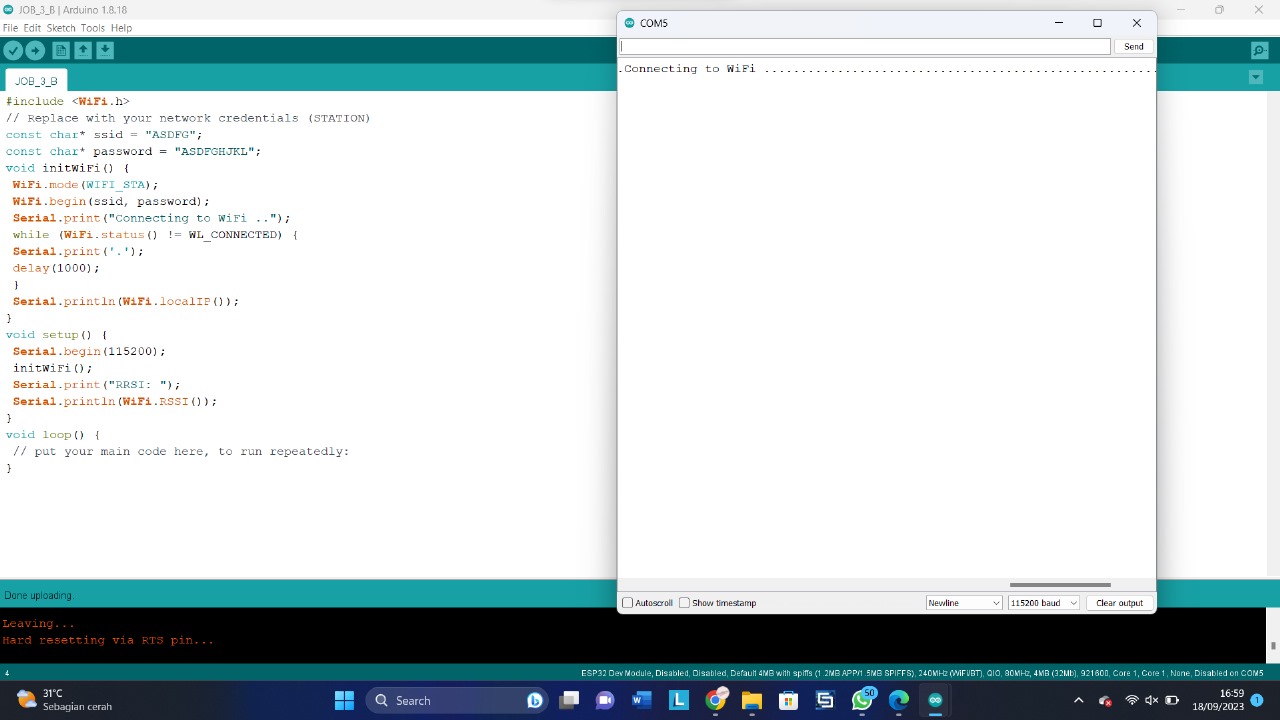 JOB_3_B | Arduino 1.8.18
File Edit Sketch Tools Help
JOB_3_B
#include <WiFi.h>
// Replace with your network credentials (STATION)
const char* ssid = "ASDFG";
const char* password = "ASDFGHJKL";
void initWiFi() {
WiFi.mode(WIFI_STA);
WiFi.begin(ssid, password);
Serial.print("Connecting to WiFi ..");
while (WiFi.status() != WL_CONNECTED) {
Serial.print('.');
delay(1000);
}
Serial.println(WiFi.localIP());
}
void setup() {
Serial.begin(115200);
initWiFi();
Serial.print("RRSI: ");
Serial.println(WiFi.RSSI());
}
void loop() {
// put your main code here, to run repeatedly:
}
COM5
Send
.Connecting to WiFi ......................................................
Autoscroll Show timestamp Newline 115200 baud Clear output
Done uploading.
Leaving...
Hard resetting via RTS pin...
4 ESP32 Dev Module, Disabled, Disabled, Default 4MB with spiffs (1.2MB APP/1.5MB SPIFFS), 240MHz (WiFi/BT), QIO, 80MHz, 4MB (32Mb), 921600, Core 1, Core 1, None, Disabled on COM5
31°C
Sebagian cerah
Search
50
16:59
18/09/2023
1